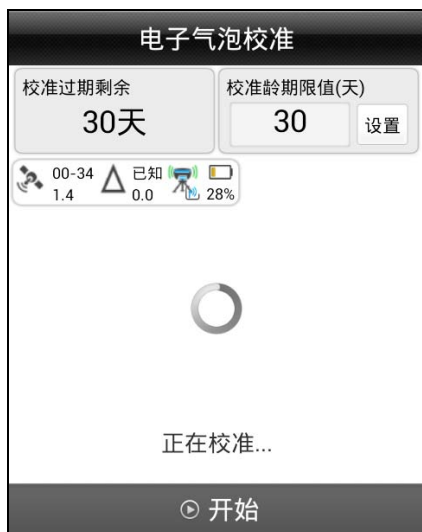 电子气泡校准
校准过期剩余
30天
校准龄期限值(天)
30
设置
00-34
1.4
已知
0.0
28%
正在校准...
开始